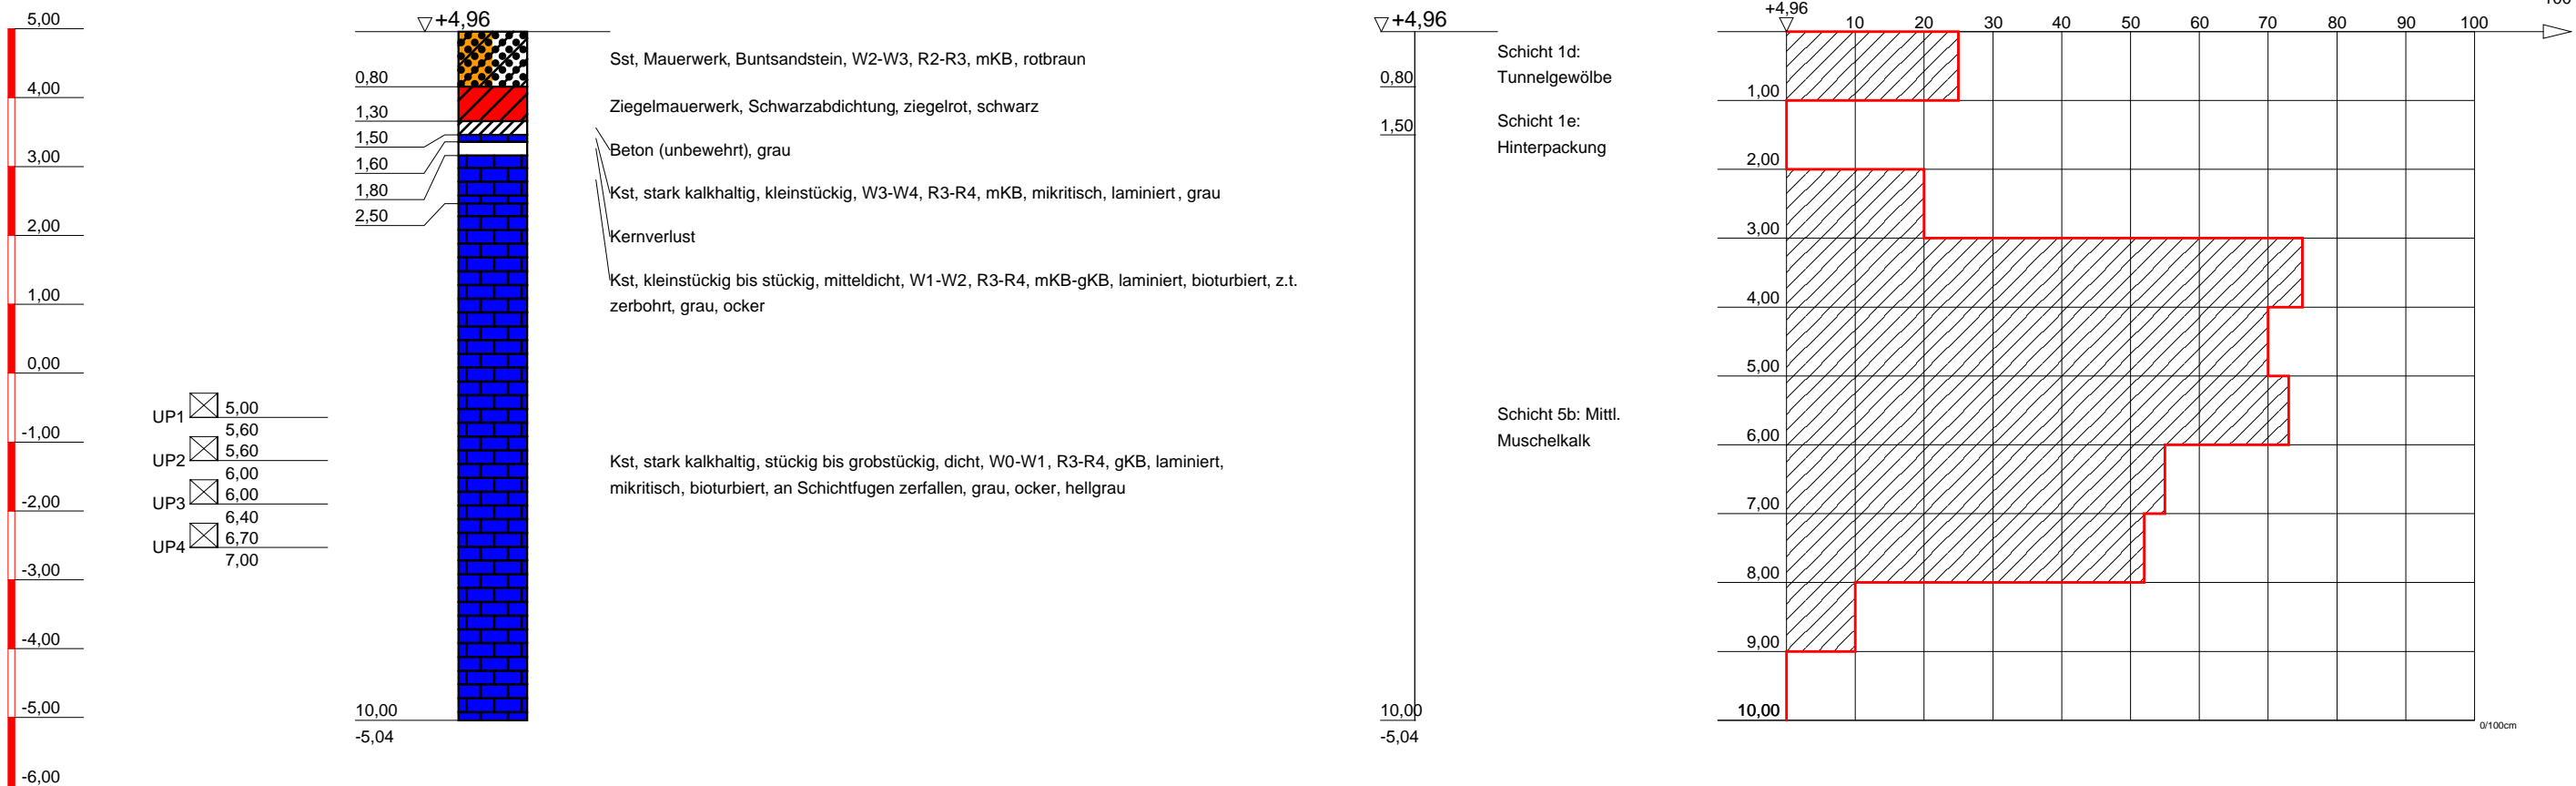 5,00
4,00
3,00
2,00
1,00
0,00
-1,00
-2,00
-3,00
-4,00
-5,00
-6,00
UP1
5,00
5,60
UP2
5,60
6,00
UP3
6,00
6,40
UP4
6,70
7,00
+4,96
0,80
1,30
1,50
1,60
1,80
2,50
10,00
-5,04
Sst, Mauerwerk, Buntsandstein, W2-W3, R2-R3, mKB, rotbraun
Ziegelmauerwerk, Schwarzabdichtung, ziegelrot, schwarz
Beton (unbewehrt), grau
Kst, stark kalkhaltig, kleinstückig, W3-W4, R3-R4, mKB, mikritisch, laminiert, grau
Kernverlust
Kst, kleinstückig bis stückig, mitteldicht, W1-W2, R3-R4, mKB-gKB, laminiert, bioturbiert, z.t.
zerbohrt, grau, ocker
Kst, stark kalkhaltig, stückig bis grobstückig, dicht, W0-W1, R3-R4, gKB, laminiert,
mikritisch, bioturbiert, an Schichtfugen zerfallen, grau, ocker, hellgrau
+4,96
0,80
1,50
10,00
-5,04
Schicht 1d:
Tunnelgewölbe
Schicht 1e:
Hinterpackung
Schicht 5b: Mittl.
Muschelkalk
+4,96
10 20 30 40 50 60 70 80 90 100
1,00
2,00
3,00
4,00
5,00
6,00
7,00
8,00
9,00
10,00
0/100cm